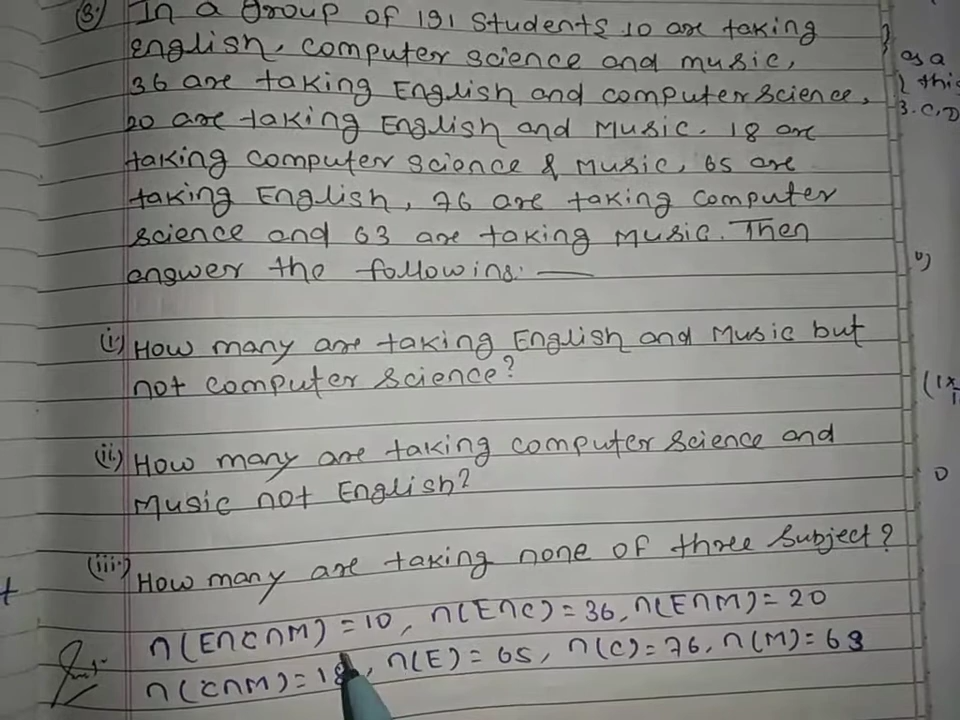 3. In a group of 191 students 10 are taking
english, computer science and music,
36 are taking English and computer science,
20 are taking English and Music. 18 are
taking computer science & Music, 65 are
taking English, 76 are taking computer
science and 63 are taking music. Then
answer the following:—
(i) How many are taking English and Music but
not computer science?
(ii.) How many are taking computer science and
Music not English?
(iii.) How many are taking none of three subject?
n(E∩C∩M) = 10, n(E∩C) = 36, n(E∩M) = 20
n(C∩M) = 18, n(E) = 65, n(C) = 76, n(M) = 63
as a
3. C, D